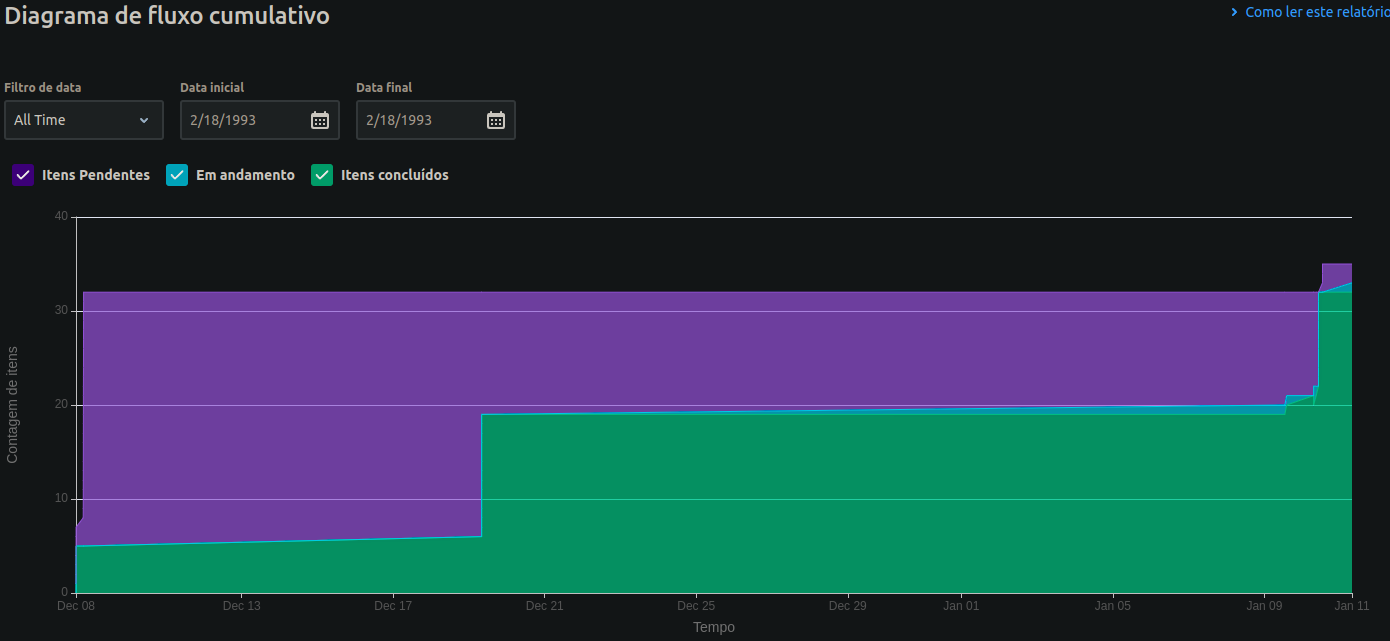 Diagrama de fluxo cumulativo
Como ler este relatório
Filtro de data
Data inicial
Data final
All Time
2/18/1993
2/18/1993
Itens Pendentes
Em andamento
Itens concluídos
Contagem de itens
40
30
20
10
0
Dec 08
Dec 13
Dec 17
Dec 21
Dec 25
Dec 29
Jan 01
Jan 05
Jan 09
Jan 11
Tempo